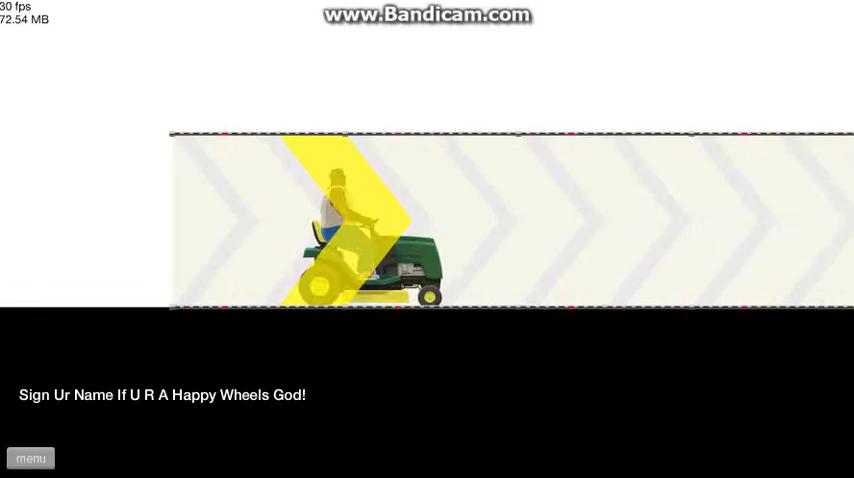 30 fps
www.Bandicam.com
72.54 MB
Sign Ur Name If U R A Happy Wheels God!
menu